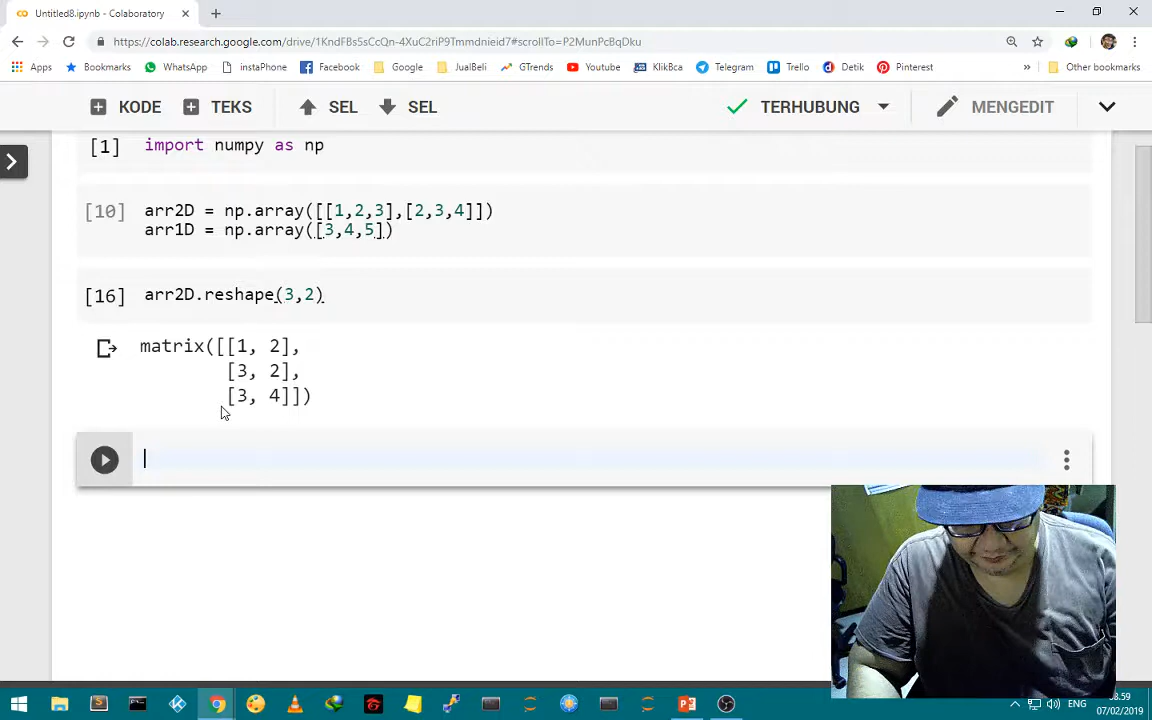 Untitled8.ipynb - Colaboratory
https://colab.research.google.com/drive/1KndFBs5sCcQn-4XuC2riP9Tmmdnieid7#scrollTo=P2MunPcBqDku
Apps Bookmarks WhatsApp instaPhone Facebook Google JualBeli GTrends Youtube KlikBca Telegram Trello Detik Pinterest » Other bookmarks
KODE TEKS SEL SEL TERHUBUNG MENGEDIT
[1] import numpy as np
[10] arr2D = np.array([[1,2,3],[2,3,4]])
arr1D = np.array([3,4,5])
[16] arr2D.reshape(3,2)
matrix([[1, 2],
[3, 2],
[3, 4]])
ENG
07/02/2019